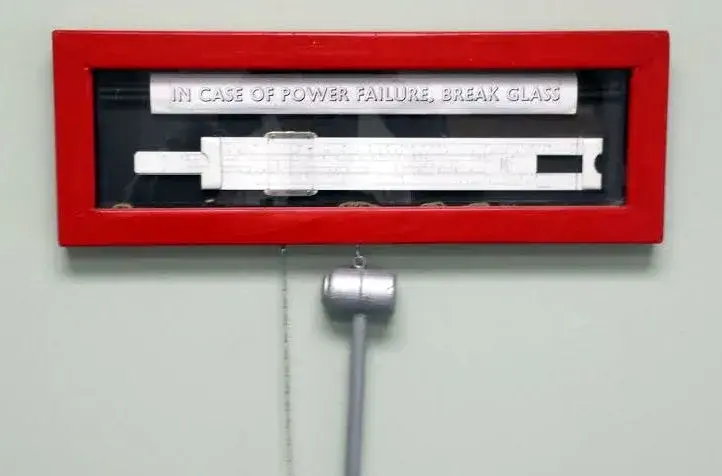 IN CASE OF POWER FAILURE, BREAK GLASS